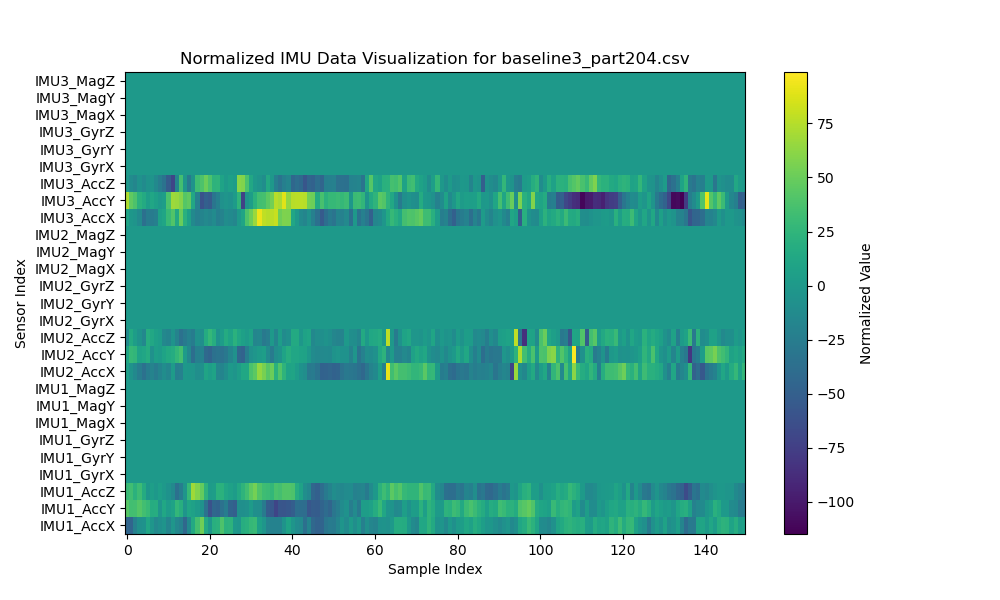 Normalized IMU Data Visualization for baseline3_part204.csv
Sensor Index
IMU3_MagZ
IMU3_MagY
IMU3_MagX
IMU3_GyrZ
IMU3_GyrY
IMU3_GyrX
IMU3_AccZ
IMU3_AccY
IMU3_AccX
IMU2_MagZ
IMU2_MagY
IMU2_MagX
IMU2_GyrZ
IMU2_GyrY
IMU2_GyrX
IMU2_AccZ
IMU2_AccY
IMU2_AccX
IMU1_MagZ
IMU1_MagY
IMU1_MagX
IMU1_GyrZ
IMU1_GyrY
IMU1_GyrX
IMU1_AccZ
IMU1_AccY
IMU1_AccX
0 20 40 60 80 100 120 140
Sample Index
75
50
25
0
−25
−50
−75
−100
Normalized Value